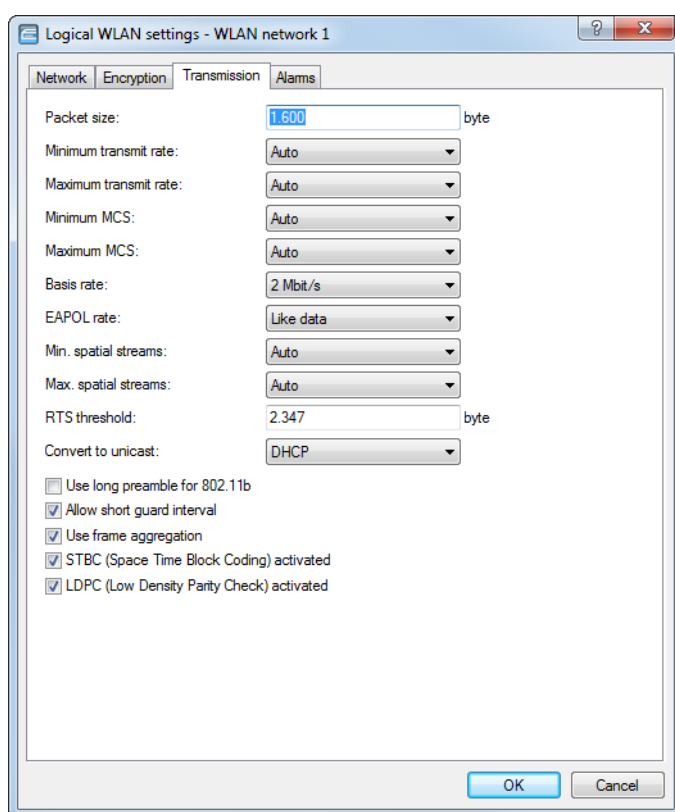 Logical WLAN settings - WLAN network 1
Network Encryption Transmission Alarms
Packet size: 1.600 byte
Minimum transmit rate: Auto
Maximum transmit rate: Auto
Minimum MCS: Auto
Maximum MCS: Auto
Basis rate: 2 Mbit/s
EAPOL rate: Like data
Min. spatial streams: Auto
Max. spatial streams: Auto
RTS threshold: 2.347 byte
Convert to unicast: DHCP
Use long preamble for 802.11b
Allow short guard interval
Use frame aggregation
STBC (Space Time Block Coding) activated
LDPC (Low Density Parity Check) activated
OK Cancel